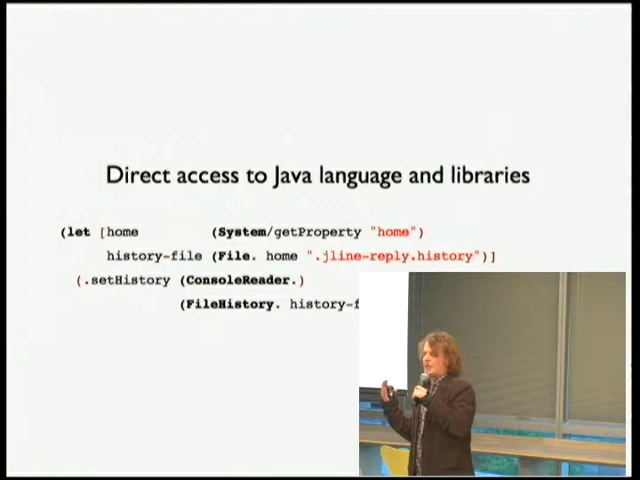 Direct access to Java language and libraries
(let [home (System/getProperty "home")
history-file (File. home ".jline-reply.history")]
(.setHistory (ConsoleReader.)
(FileHistory. history-f